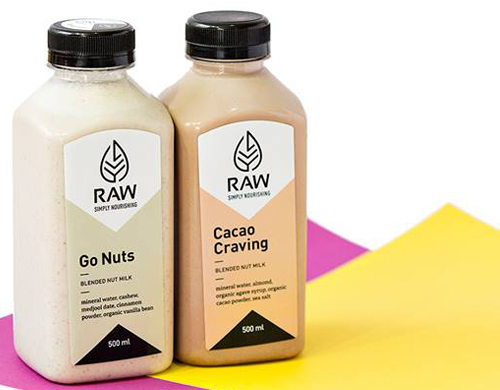 RAW
SIMPLY NOURISHING
Go Nuts
BLENDED NUT MILK
mineral water, cashew,
medjool date, cinnamon
powder, organic vanilla bean
500 ml
RAW
SIMPLY NOURISHING
Cacao
Craving
BLENDED NUT MILK
mineral water, almond,
organic agave syrup, organic
cacao powder, sea salt
500 ml